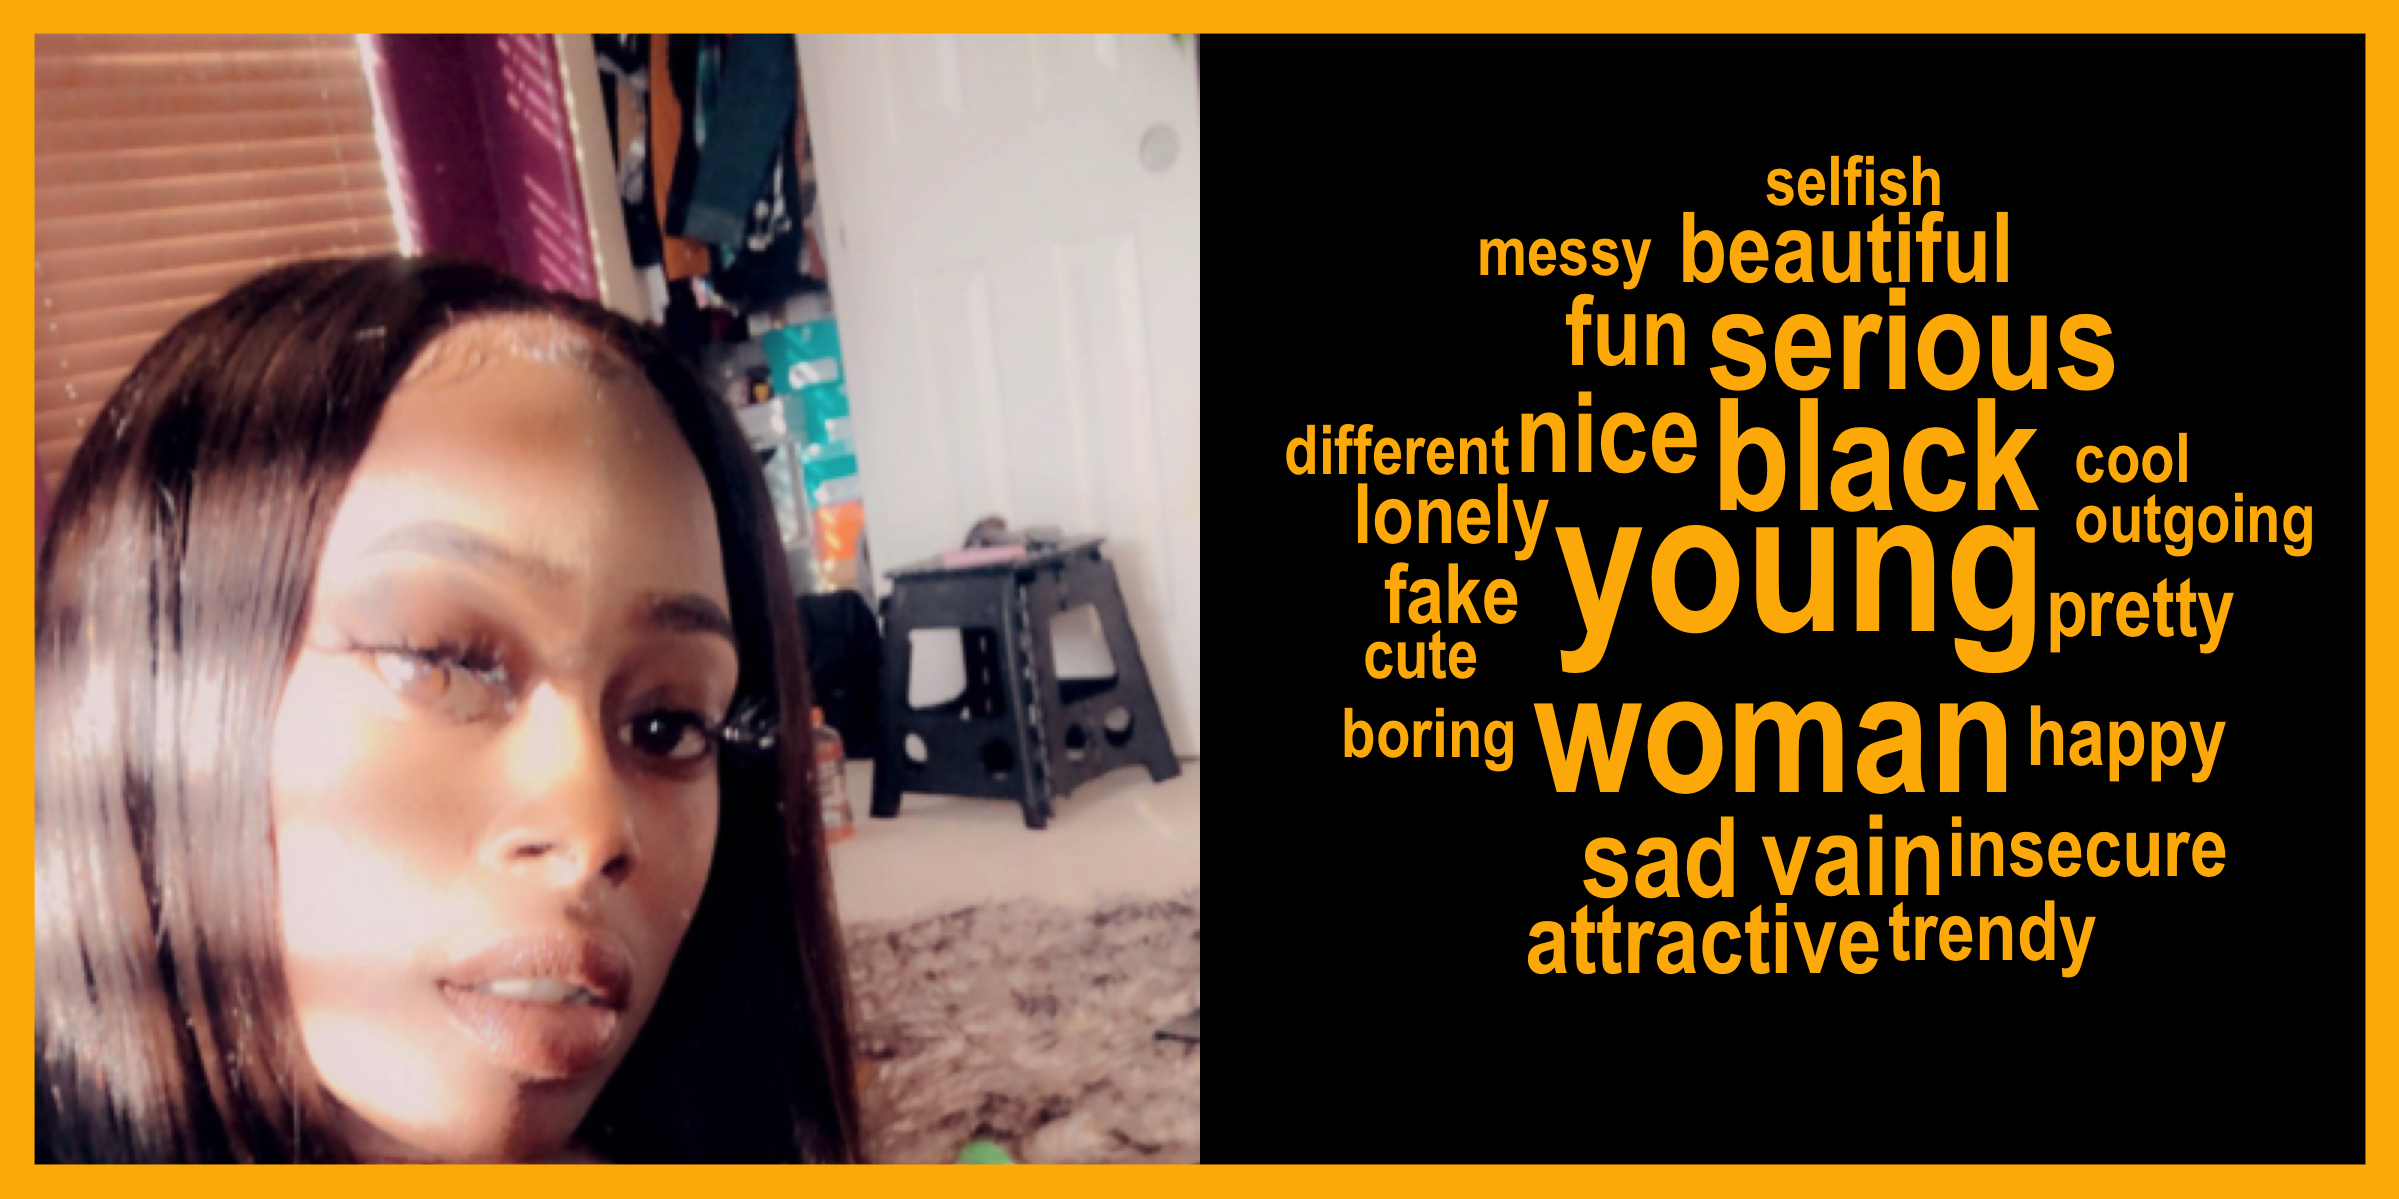 selfish
messy beautiful
fun serious
different nice black cool
lonely young outgoing
fake pretty
cute
boring woman happy
sad vain insecure
attractive trendy